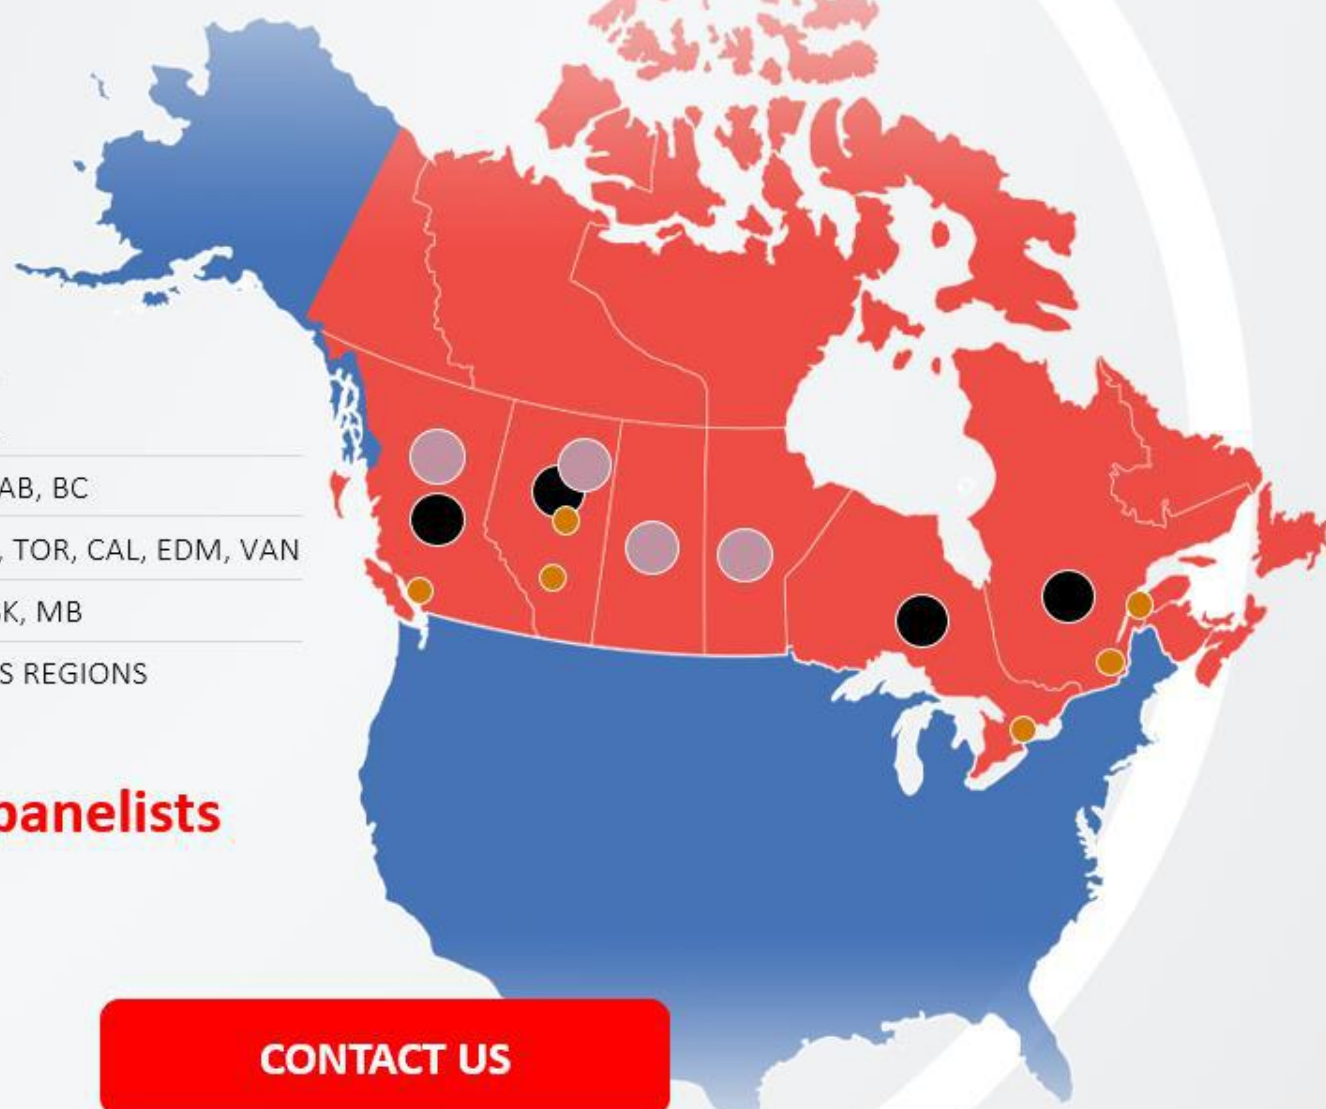 AB, BC
, TOR, CAL, EDM, VAN
K, MB
S REGIONS
panelists
CONTACT US